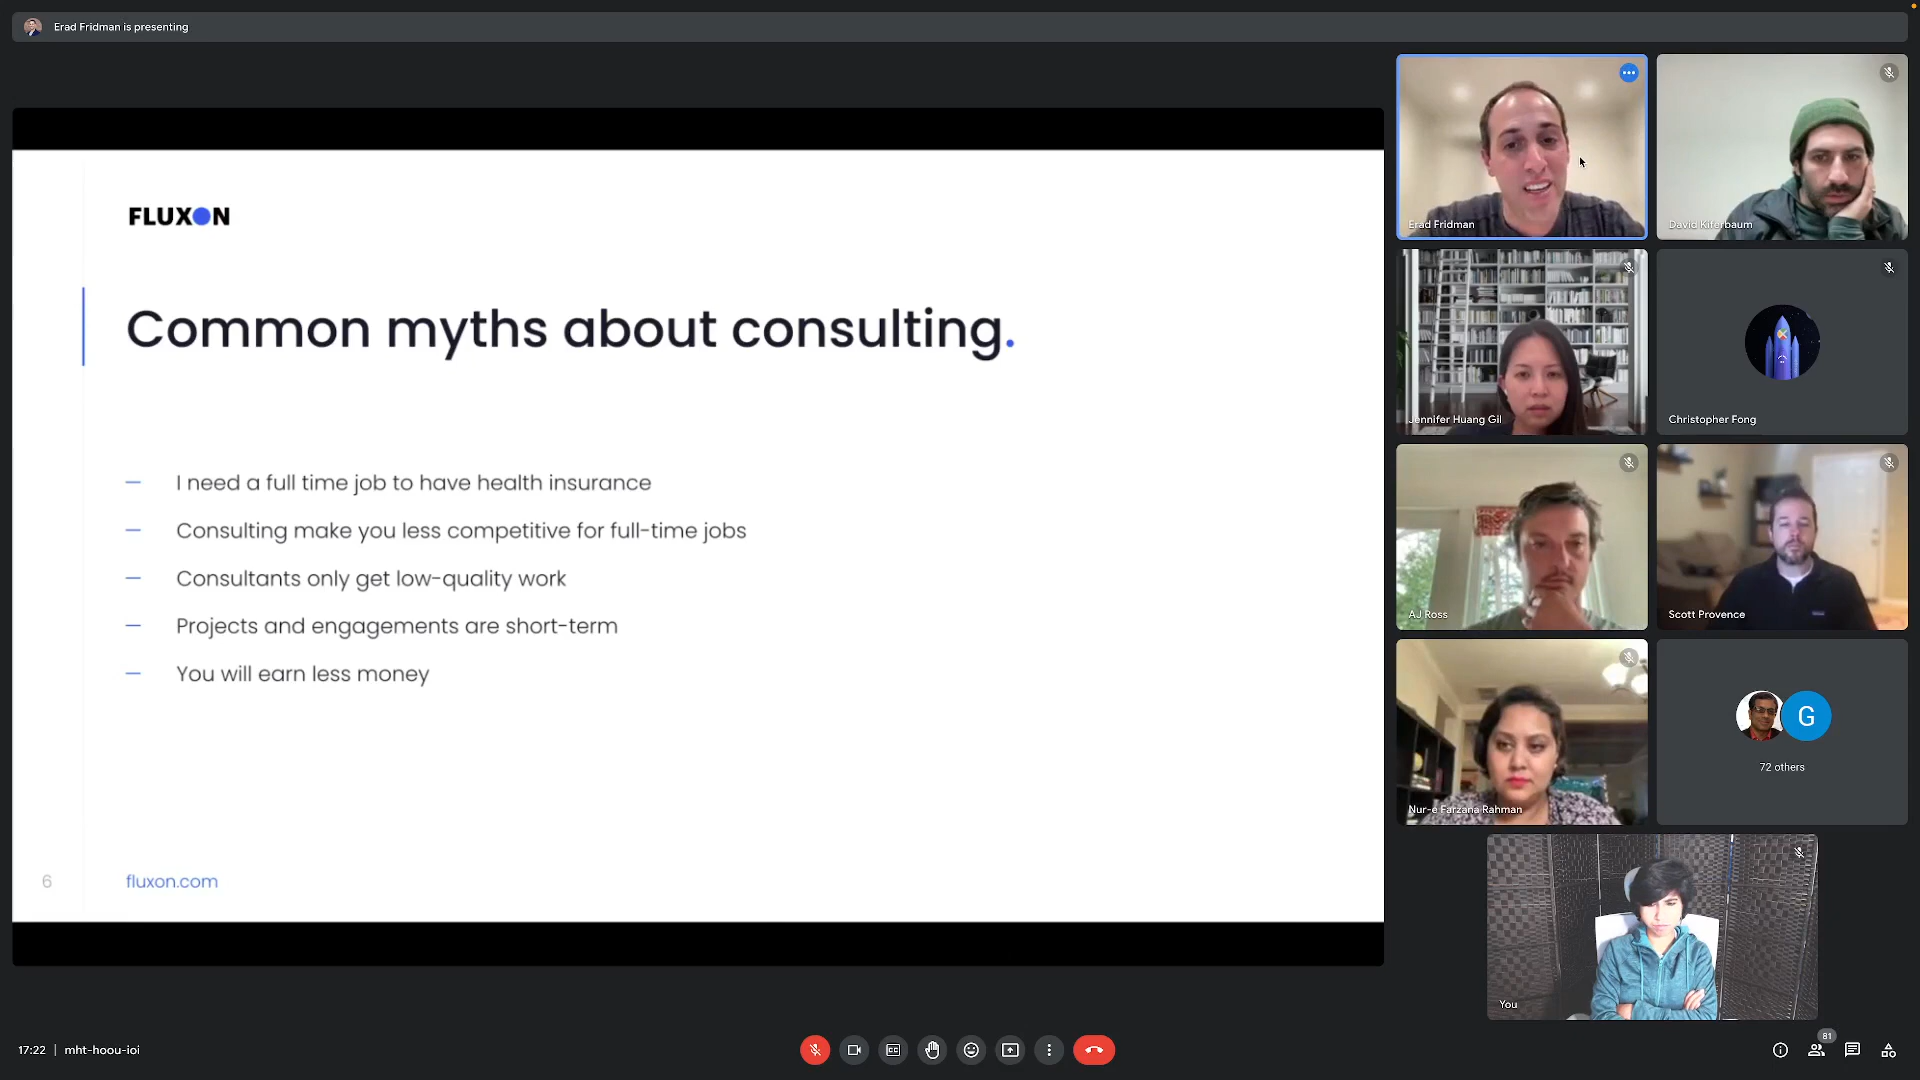 Erad Fridman is presenting
FLUXON
Common myths about consulting.
— I need a full time job to have health insurance
— Consulting make you less competitive for full-time jobs
— Consultants only get low-quality work
— Projects and engagements are short-term
— You will earn less money
6
fluxon.com
Erad Fridman
David Kiferbaum
Jennifer Huang Gil
Christopher Fong
AJ Ross
Scott Provence
Nur-e Farzana Rahman
G
72 others
You
17:22 | mht-hoou-ioi
CC
81